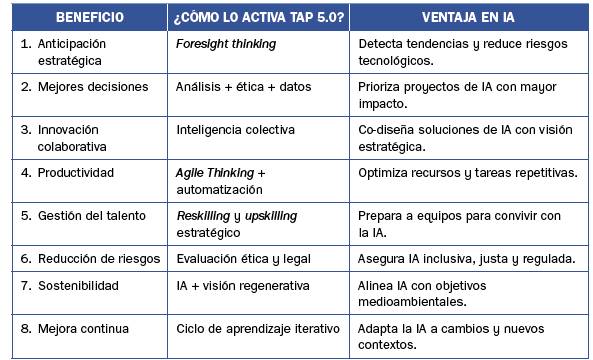 BENEFICIO ¿CÓMO LO ACTIVA TAP 5.0? VENTAJA EN IA
1. Anticipación estratégica Foresight thinking Detecta tendencias y reduce riesgos tecnológicos.
2. Mejores decisiones Análisis + ética + datos Prioriza proyectos de IA con mayor impacto.
3. Innovación colaborativa Inteligencia colectiva Co-diseña soluciones de IA con visión estratégica.
4. Productividad Agile Thinking + automatización Optimiza recursos y tareas repetitivas.
5. Gestión del talento Reskilling y upskilling estratégico Prepara a equipos para convivir con la IA.
6. Reducción de riesgos Evaluación ética y legal Asegura IA inclusiva, justa y regulada.
7. Sostenibilidad IA + visión regenerativa Alinea IA con objetivos medioambientales.
8. Mejora continua Ciclo de aprendizaje iterativo Adapta la IA a cambios y nuevos contextos.